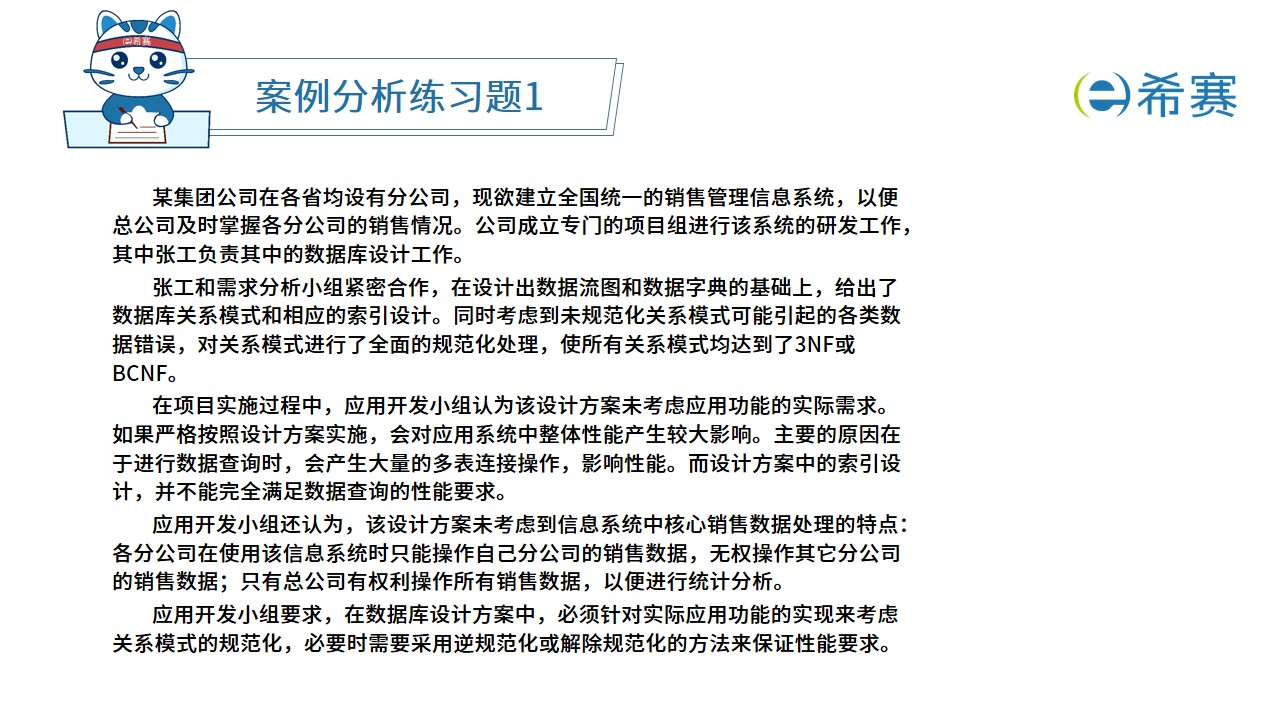 希赛
案例分析练习题1
希赛
某集团公司在各省均设有分公司，现欲建立全国统一的销售管理信息系统，以便
总公司及时掌握各分公司的销售情况。公司成立专门的项目组进行该系统的研发工作，
其中张工负责其中的数据库设计工作。
张工和需求分析小组紧密合作，在设计出数据流图和数据字典的基础上，给出了
数据库关系模式和相应的索引设计。同时考虑到未规范化关系模式可能引起的各类数
据错误，对关系模式进行了全面的规范化处理，使所有关系模式均达到了3NF或
BCNF。
在项目实施过程中，应用开发小组认为该设计方案未考虑应用功能的实际需求。
如果严格按照设计方案实施，会对应用系统中整体性能产生较大影响。主要的原因在
于进行数据查询时，会产生大量的多表连接操作，影响性能。而设计方案中的索引设
计，并不能完全满足数据查询的性能要求。
应用开发小组还认为，该设计方案未考虑到信息系统中核心销售数据处理的特点：
各分公司在使用该信息系统时只能操作自己分公司的销售数据，无权操作其它分公司
的销售数据；只有总公司有权利操作所有销售数据，以便进行统计分析。
应用开发小组要求，在数据库设计方案中，必须针对实际应用功能的实现来考虑
关系模式的规范化，必要时需要采用逆规范化或解除规范化的方法来保证性能要求。